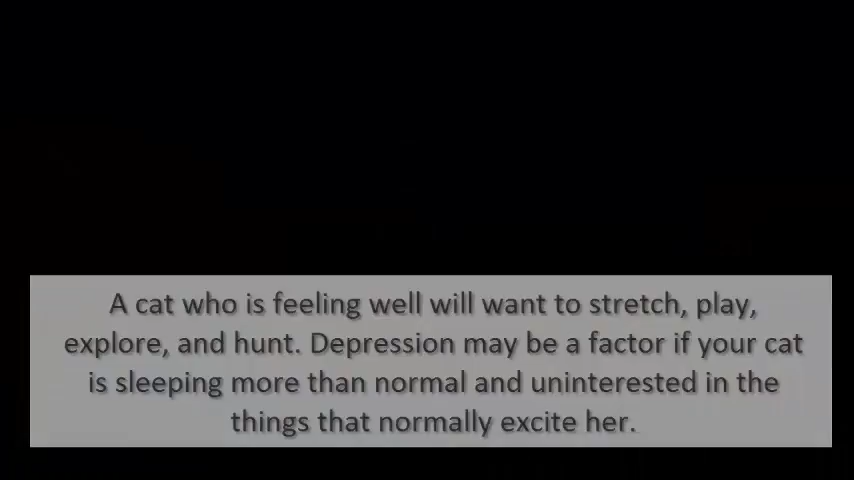 A cat who is feeling well will want to stretch, play,
explore, and hunt. Depression may be a factor if your cat
is sleeping more than normal and uninterested in the
things that normally excite her.